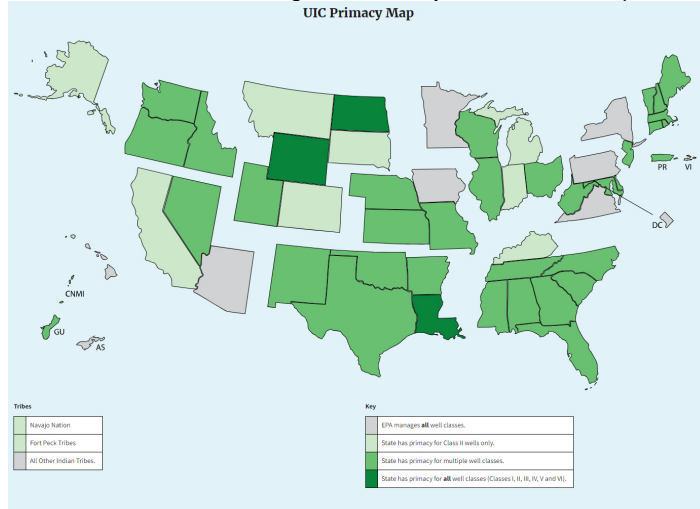 UIC Primacy Map
PR
VI
DC
CNMI
GU
AS
Tribes
Navajo Nation
Fort Peck Tribes
All Other Indian Tribes.
Key
EPA manages all well classes.
State has primacy for Class II wells only.
State has primacy for multiple well classes.
State has primacy for all well classes (Classes I, II, III, IV, V and VI).